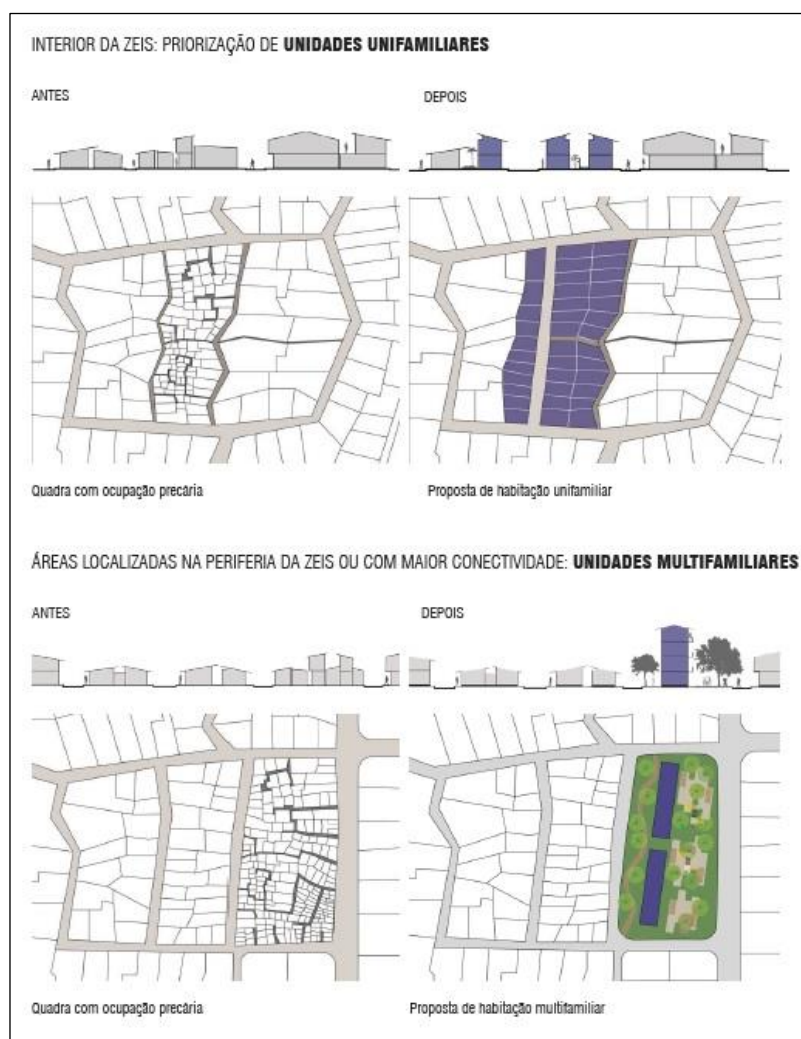 INTERIOR DA ZEIS: PRIORIZAÇÃO DE UNIDADES UNIFAMILIARES
ANTES
DEPOIS
Quadra com ocupação precária
Proposta de habitação unifamiliar
ÁREAS LOCALIZADAS NA PERIFERIA DA ZEIS OU COM MAIOR CONECTIVIDADE: UNIDADES MULTIFAMILIARES
ANTES
DEPOIS
Quadra com ocupação precária
Proposta de habitação multifamiliar